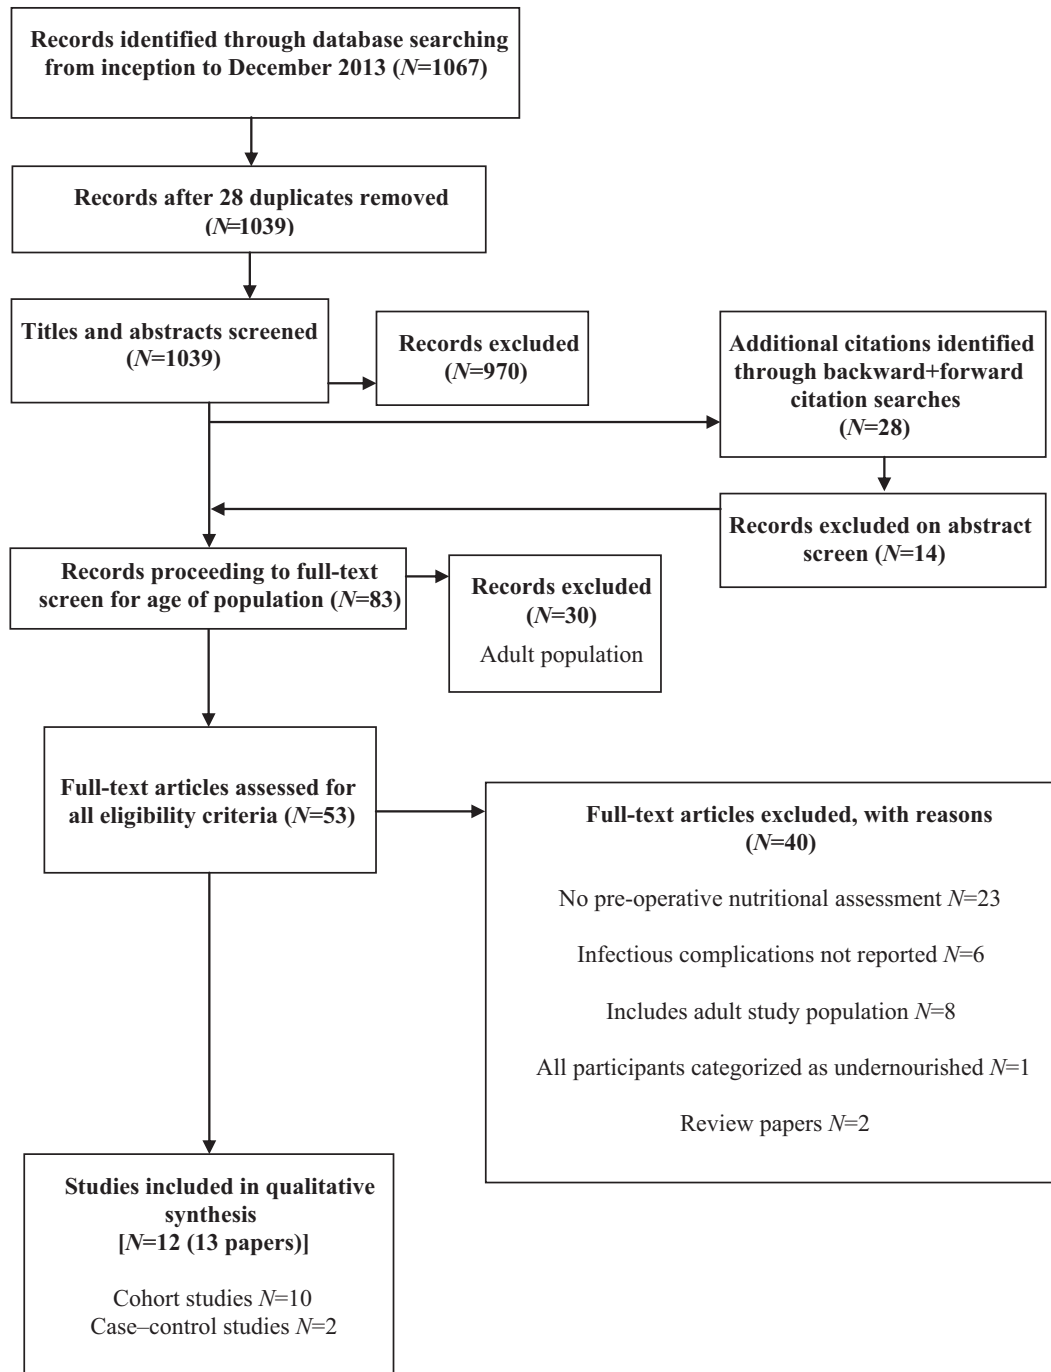 Records identified through database searching
from inception to December 2013 (N=1067)
Records after 28 duplicates removed
(N=1039)
Titles and abstracts screened
(N=1039)
Records excluded
(N=970)
Additional citations identified
through backward+forward
citation searches
(N=28)
Records excluded on abstract
screen (N=14)
Records proceeding to full-text
screen for age of population (N=83)
Records excluded
(N=30)
Adult population
Full-text articles assessed for
all eligibility criteria (N=53)
Full-text articles excluded, with reasons
(N=40)
No pre-operative nutritional assessment N=23
Infectious complications not reported N=6
Includes adult study population N=8
All participants categorized as undernourished N=1
Review papers N=2
Studies included in qualitative
synthesis
[N=12 (13 papers)]
Cohort studies N=10
Case–control studies N=2